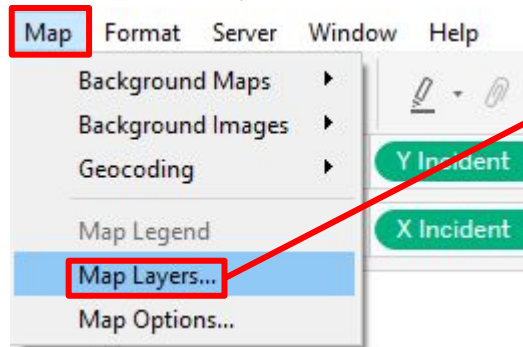 Map Format Server Window Help
Background Maps
Background Images
Geocoding
Y Incident
Map Legend
X Incident
Map Layers...
Map Options...